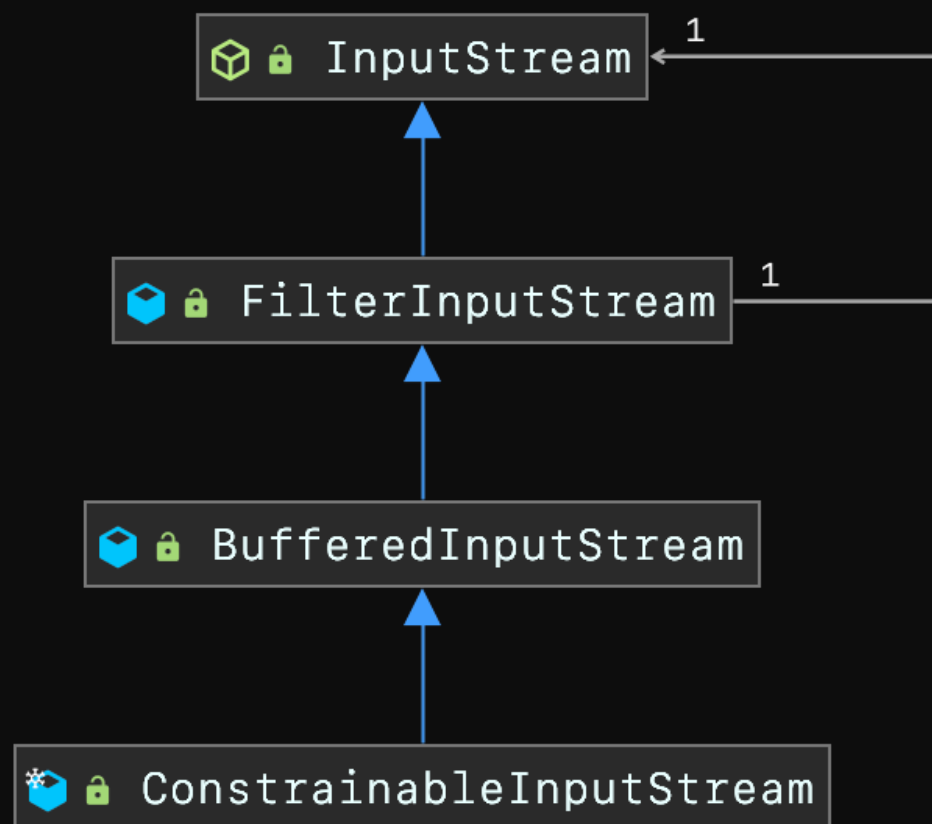 1
InputStream
1
FilterInputStream
BufferedInputStream
ConstrainableInputStream